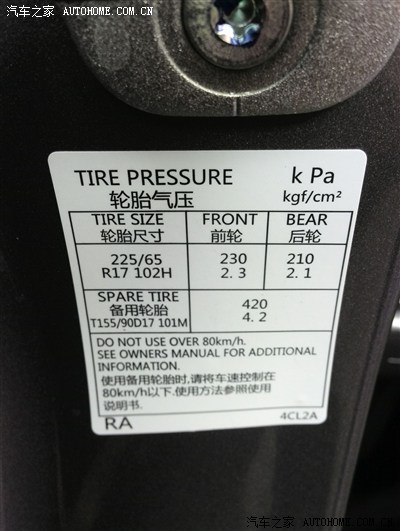 汽车之家 AUTOHOME.COM.CN
TIRE PRESSURE k Pa
轮胎气压 kgf/cm²
TIRE SIZE FRONT BEAR
轮胎尺寸 前轮 后轮
225/65 230 210
R17 102H 2.3 2.1
SPARE TIRE 420
备用轮胎 4.2
T155/90D17 101M
DO NOT USE OVER 80km/h.
SEE OWNERS MANUAL FOR ADDITIONAL
INFORMATION.
使用备用轮胎时,请将车速控制在
80km/h以下.使用方法参照使用
说明书.
RA 4CL2A
汽车之家 AUTOHOME.COM.CN